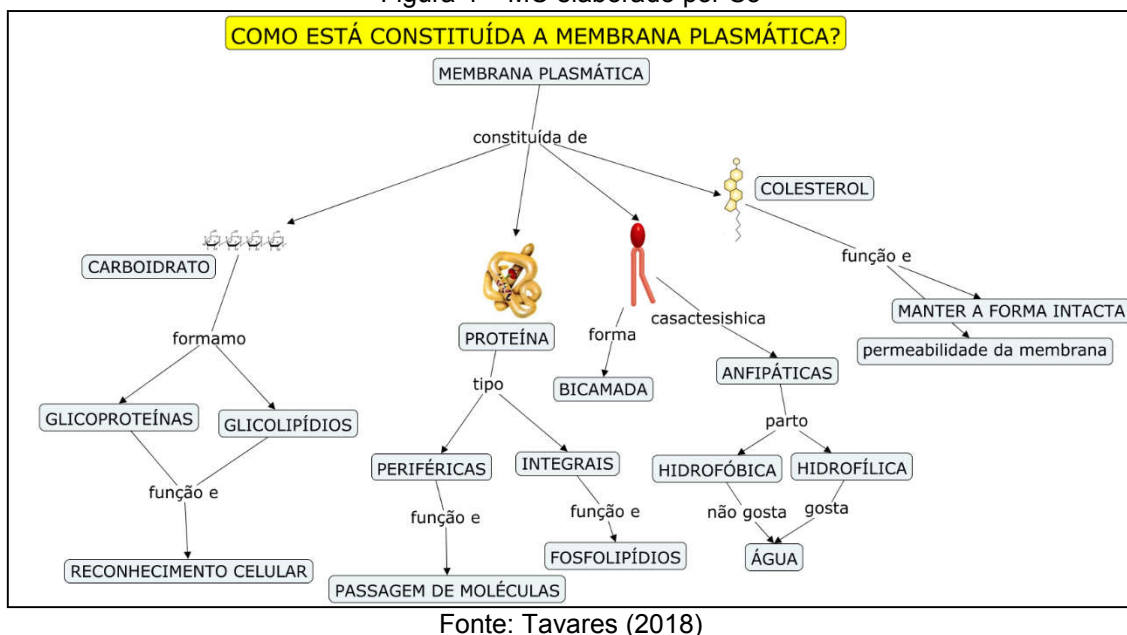 COMO ESTÁ CONSTITUÍDA A MEMBRANA PLASMÁTICA?
MEMBRANA PLASMÁTICA
constituída de
COLESTEROL
CARBOIDRATO
função e
MANTER A FORMA INTACTA
permeabilidade da membrana
formamo
PROTEÍNA
forma
casactesishica
BICAMADA
ANFIPÁTICAS
tipo
parto
GLICOPROTEÍNAS
GLICOLIPÍDIOS
PERIFÉRICAS
INTEGRAIS
HIDROFÓBICA
HIDROFÍLICA
função e
função e
função e
não gosta
gosta
RECONHECIMENTO CELULAR
PASSAGEM DE MOLÉCULAS
FOSFOLIPÍDIOS
ÁGUA
Fonte: Tavares (2018)